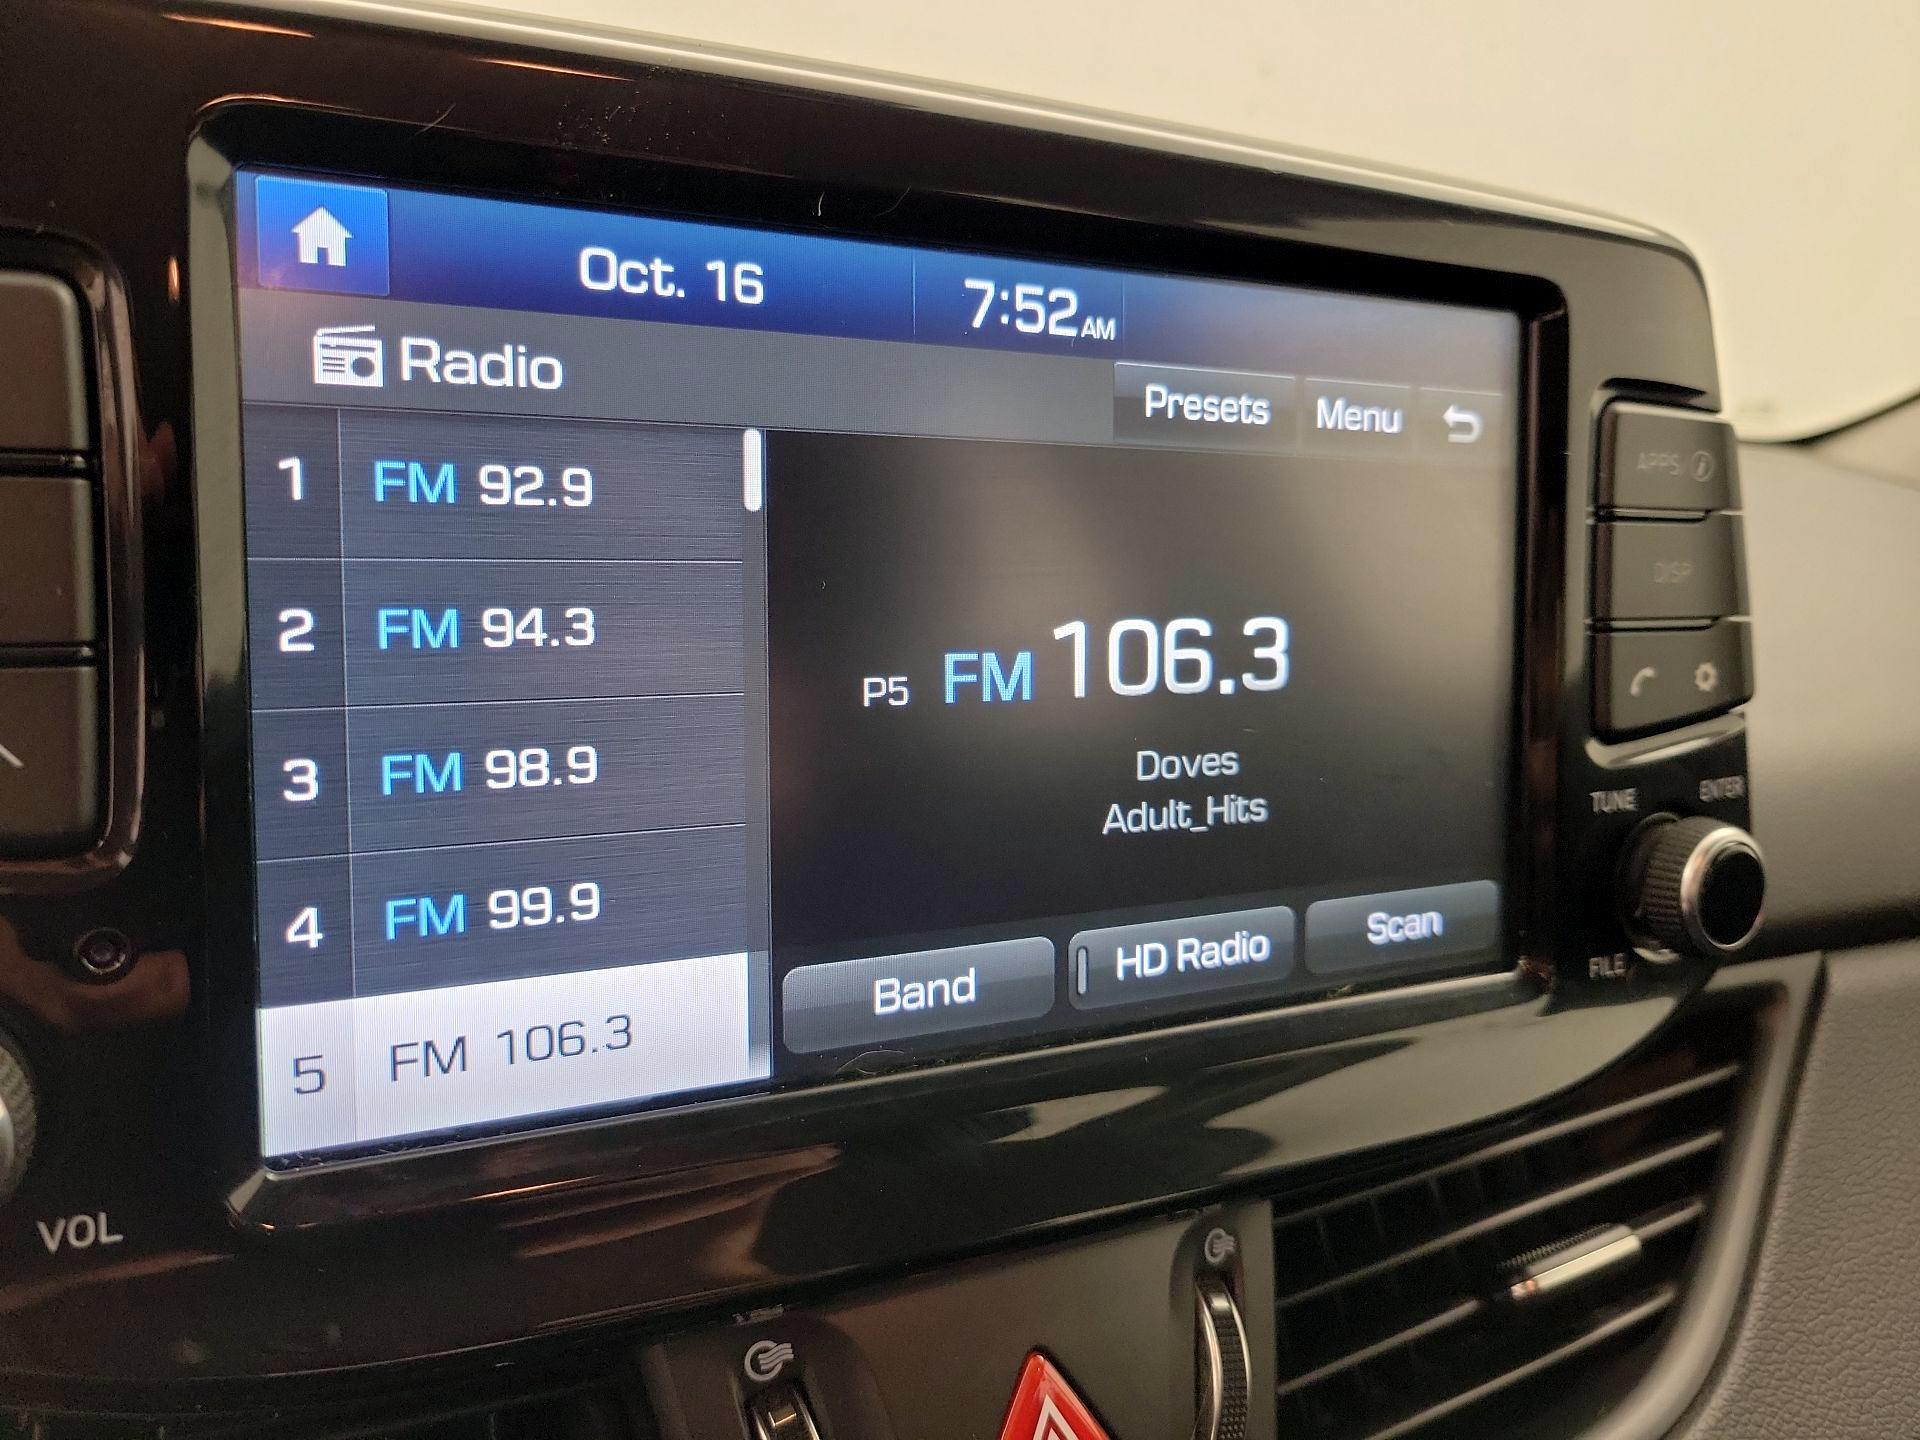 Oct. 16
7:52 AM
Radio
Presets
Menu
1 FM 92.9
2 FM 94.3
3 FM 98.9
4 FM 99.9
5 FM 106.3
P5 FM 106.3
Doves
Adult_Hits
Band
HD Radio
Scan
APPS
DISP
TUNE
ENTER
FILE
VOL